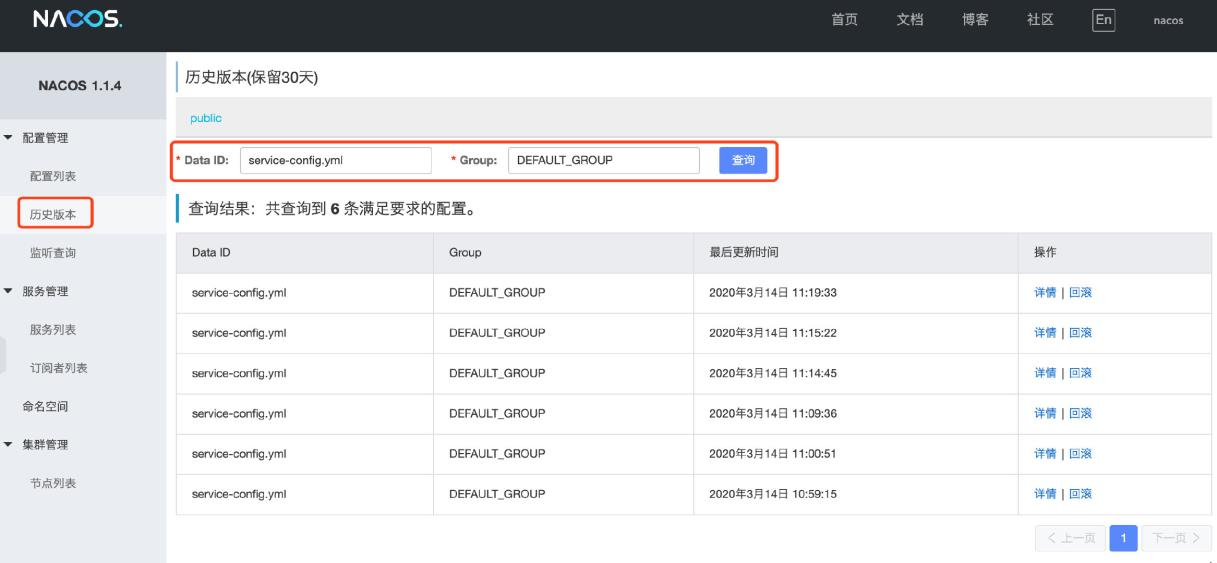 NACOS.
首页 文档 博客 社区 En nacos
NACOS 1.1.4
配置管理
配置列表
历史版本
监听查询
服务管理
服务列表
订阅者列表
命名空间
集群管理
节点列表
历史版本(保留30天)
public
* Data ID: service-config.yml * Group: DEFAULT_GROUP 查询
查询结果：共查询到 6 条满足要求的配置。
Data ID Group 最后更新时间 操作
service-config.yml DEFAULT_GROUP 2020年3月14日 11:19:33 详情 | 回滚
service-config.yml DEFAULT_GROUP 2020年3月14日 11:15:22 详情 | 回滚
service-config.yml DEFAULT_GROUP 2020年3月14日 11:14:45 详情 | 回滚
service-config.yml DEFAULT_GROUP 2020年3月14日 11:09:36 详情 | 回滚
service-config.yml DEFAULT_GROUP 2020年3月14日 11:00:51 详情 | 回滚
service-config.yml DEFAULT_GROUP 2020年3月14日 10:59:15 详情 | 回滚
< 上一页 1 下一页 >